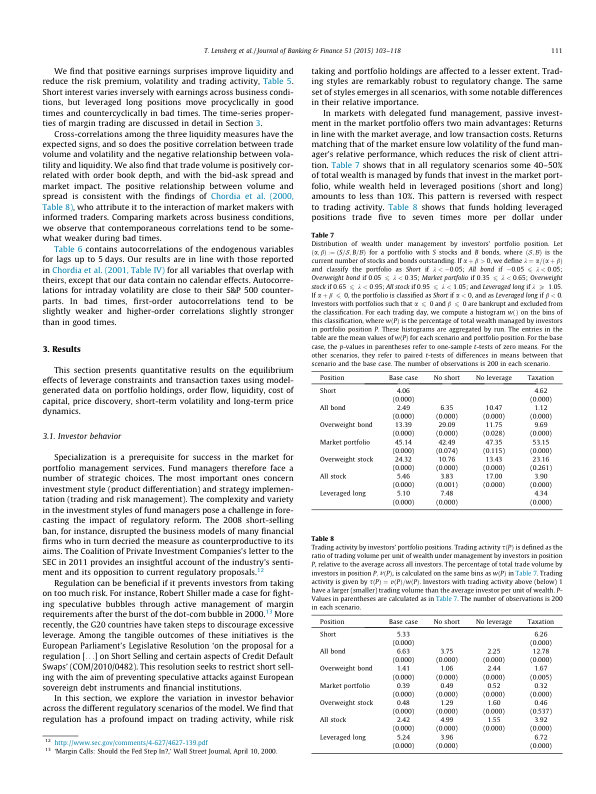 T. Lensberg et al. / Journal of Banking & Finance 51 (2015) 103–118
111
We find that positive earnings surprises improve liquidity and
reduce the risk premium, volatility and trading activity, Table 5.
Short interest varies inversely with earnings across business condi-
tions, but leveraged long positions move procyclically in good
times and countercyclically in bad times. The time-series proper-
ties of margin trading are discussed in detail in Section 3.
Cross-correlations among the three liquidity measures have the
expected signs, and so does the positive correlation between trade
volume and volatility and the negative relationship between vola-
tility and liquidity. We also find that trade volume is positively cor-
related with order book depth, and with the bid-ask spread and
market impact. The positive relationship between volume and
spread is consistent with the findings of Chordia et al. (2000,
Table 8), who attribute it to the interaction of market makers with
informed traders. Comparing markets across business conditions,
we observe that contemporaneous correlations tend to be some-
what weaker during bad times.
Table 6 contains autocorrelations of the endogenous variables
for lags up to 5 days. Our results are in line with those reported
in Chordia et al. (2001, Table IV) for all variables that overlap with
theirs, except that our data contain no calendar effects. Autocorre-
lations for intraday volatility are close to their S&P 500 counter-
parts. In bad times, first-order autocorrelations tend to be
slightly weaker and higher-order correlations slightly stronger
than in good times.
3. Results
This section presents quantitative results on the equilibrium
effects of leverage constraints and transaction taxes using model-
generated data on portfolio holdings, order flow, liquidity, cost of
capital, price discovery, short-term volatility and long-term price
dynamics.
3.1. Investor behavior
Specialization is a prerequisite for success in the market for
portfolio management services. Fund managers therefore face a
number of strategic choices. The most important ones concern
investment style (product differentiation) and strategy implemen-
tation (trading and risk management). The complexity and variety
in the investment styles of fund managers pose a challenge in fore-
casting the impact of regulatory reform. The 2008 short-selling
ban, for instance, disrupted the business models of many financial
firms who in turn decried the measure as counterproductive to its
aims. The Coalition of Private Investment Companies's letter to the
SEC in 2011 provides an insightful account of the industry's senti-
ment and its opposition to current regulatory proposals.12
Regulation can be beneficial if it prevents investors from taking
on too much risk. For instance, Robert Shiller made a case for fight-
ing speculative bubbles through active management of margin
requirements after the burst of the dot-com bubble in 2000.13 More
recently, the G20 countries have taken steps to discourage excessive
leverage. Among the tangible outcomes of these initiatives is the
European Parliament's Legislative Resolution 'on the proposal for a
regulation [...] on Short Selling and certain aspects of Credit Default
Swaps' (COM/2010/0482). This resolution seeks to restrict short sell-
ing with the aim of preventing speculative attacks against European
sovereign debt instruments and financial institutions.
In this section, we explore the variation in investor behavior
across the different regulatory scenarios of the model. We find that
regulation has a profound impact on trading activity, while risk
12 http://www.sec.gov/comments/4-627/4627-139.pdf
13 'Margin Calls: Should the Fed Step In?,' Wall Street Journal, April 10, 2000.
taking and portfolio holdings are affected to a lesser extent. Trad-
ing styles are remarkably robust to regulatory change. The same
set of styles emerges in all scenarios, with some notable differences
in their relative importance.
In markets with delegated fund management, passive invest-
ment in the market portfolio offers two main advantages: Returns
in line with the market average, and low transaction costs. Returns
matching that of the market ensure low volatility of the fund man-
ager's relative performance, which reduces the risk of client attri-
tion. Table 7 shows that in all regulatory scenarios some 40–50%
of total wealth is managed by funds that invest in the market port-
folio, while wealth held in leveraged positions (short and long)
amounts to less than 10%. This pattern is reversed with respect
to trading activity. Table 8 shows that funds holding leveraged
positions trade five to seven times more per dollar under
Table 7
Distribution of wealth under management by investors' portfolio position. Let
(α, β) := (S/S̄, B/B̄) for a portfolio with S stocks and B bonds, where (S̄, B̄) is the
current number of stocks and bonds outstanding. If α + β > 0, we define λ = α/(α + β)
and classify the portfolio as Short if λ < −0.05; All bond if −0.05 ⩽ λ < 0.05;
Overweight bond if 0.05 ⩽ λ < 0.35; Market portfolio if 0.35 ⩽ λ < 0.65; Overweight
stock if 0.65 ⩽ λ < 0.95; All stock if 0.95 ⩽ λ < 1.05; and Leveraged long if λ ⩾ 1.05.
If α + β ⩽ 0, the portfolio is classified as Short if α < 0, and as Leveraged long if β < 0.
Investors with portfolios such that α ⩽ 0 and β ⩽ 0 are bankrupt and excluded from
the classification. For each trading day, we compute a histogram w() on the bins of
this classification, where w(P) is the percentage of total wealth managed by investors
in portfolio position P. These histograms are aggregated by run. The entries in the
table are the mean values of w(P) for each scenario and portfolio position. For the base
case, the p-values in parentheses refer to one-sample t-tests of zero means. For the
other scenarios, they refer to paired t-tests of differences in means between that
scenario and the base case. The number of observations is 200 in each scenario.
Position Base case No short No leverage Taxation
Short 4.06 4.62
(0.000) (0.000)
All bond 2.49 6.35 10.47 1.12
(0.000) (0.000) (0.000) (0.000)
Overweight bond 13.39 29.09 11.75 9.69
(0.000) (0.000) (0.028) (0.000)
Market portfolio 45.14 42.49 47.35 53.15
(0.000) (0.074) (0.115) (0.000)
Overweight stock 24.32 10.76 13.43 23.16
(0.000) (0.000) (0.000) (0.261)
All stock 5.46 3.83 17.00 3.90
(0.000) (0.001) (0.000) (0.000)
Leveraged long 5.10 7.48 4.34
(0.000) (0.000) (0.000)
Table 8
Trading activity by investors' portfolio positions. Trading activity τ(P) is defined as the
ratio of trading volume per unit of wealth under management by investors in position
P, relative to the average across all investors. The percentage of total trade volume by
investors in position P, ν(P), is calculated on the same bins as w(P) in Table 7. Trading
activity is given by τ(P) = ν(P)/w(P). Investors with trading activity above (below) 1
have a larger (smaller) trading volume than the average investor per unit of wealth. P-
Values in parentheses are calculated as in Table 7. The number of observations is 200
in each scenario.
Position Base case No short No leverage Taxation
Short 5.33 6.26
(0.000) (0.000)
All bond 6.63 3.75 2.25 12.78
(0.000) (0.000) (0.000) (0.000)
Overweight bond 1.41 1.06 2.44 1.67
(0.000) (0.000) (0.000) (0.005)
Market portfolio 0.39 0.49 0.52 0.32
(0.000) (0.000) (0.000) (0.000)
Overweight stock 0.48 1.29 1.60 0.46
(0.000) (0.000) (0.000) (0.537)
All stock 2.42 4.99 1.55 3.92
(0.000) (0.000) (0.000) (0.000)
Leveraged long 5.24 3.96 6.72
(0.000) (0.000) (0.000)